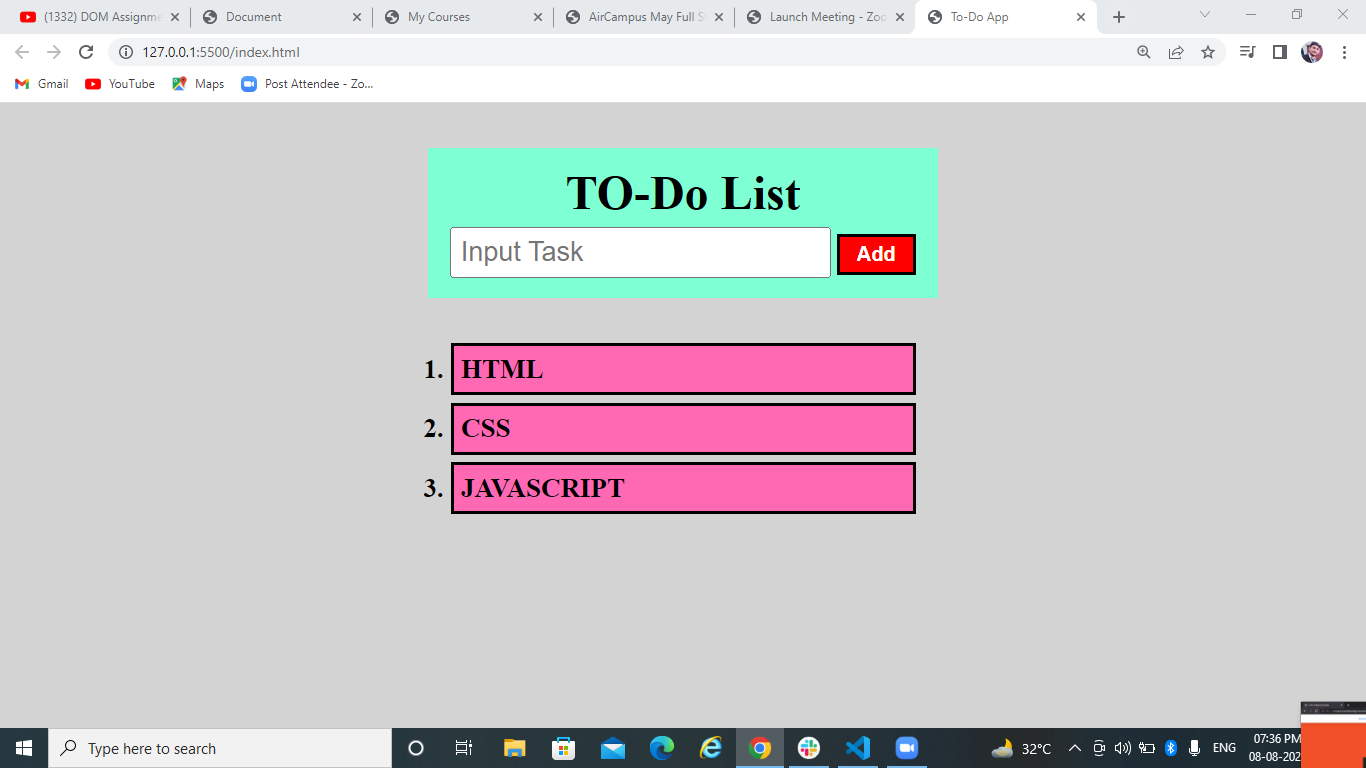 (1332) DOM Assignme
Document
My Courses
AirCampus May Full S
Launch Meeting - Zoo
To-Do App
127.0.0.1:5500/index.html
Gmail
YouTube
Maps
Post Attendee - Zo...
TO-Do List
Input Task
Add
1. HTML
2. CSS
3. JAVASCRIPT
Type here to search
32°C
ENG
07:36 PM
08-08-202